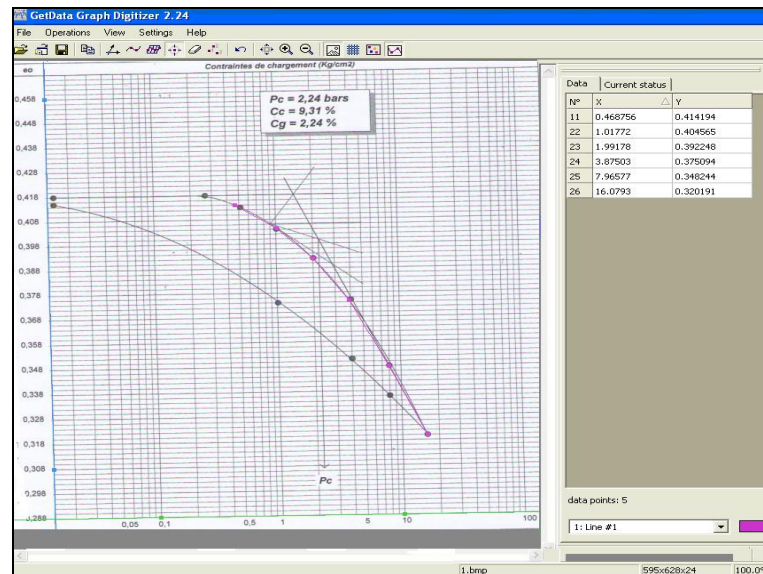 GetData Graph Digitizer 2.24
File Operations View Settings Help
Contraintes de chargement (Kg/cm2)
eo
Pc = 2,24 bars
Cc = 9,31 %
Cg = 2,24 %
0,458
0,448
0,438
0,428
0,418
0,408
0,398
0,388
0,378
0,368
0,358
0,348
0,338
0,328
0,318
0,308
0,298
0,288
Pc
0,05 0,1 0,5 1 5 10 100
Data Current status
N° X Y
11 0.468756 0.414194
22 1.01772 0.404565
23 1.99178 0.392248
24 3.87503 0.375094
25 7.96577 0.348244
26 16.0793 0.320191
data points: 5
1: Line #1
1.bmp 595x628x24 100.0%